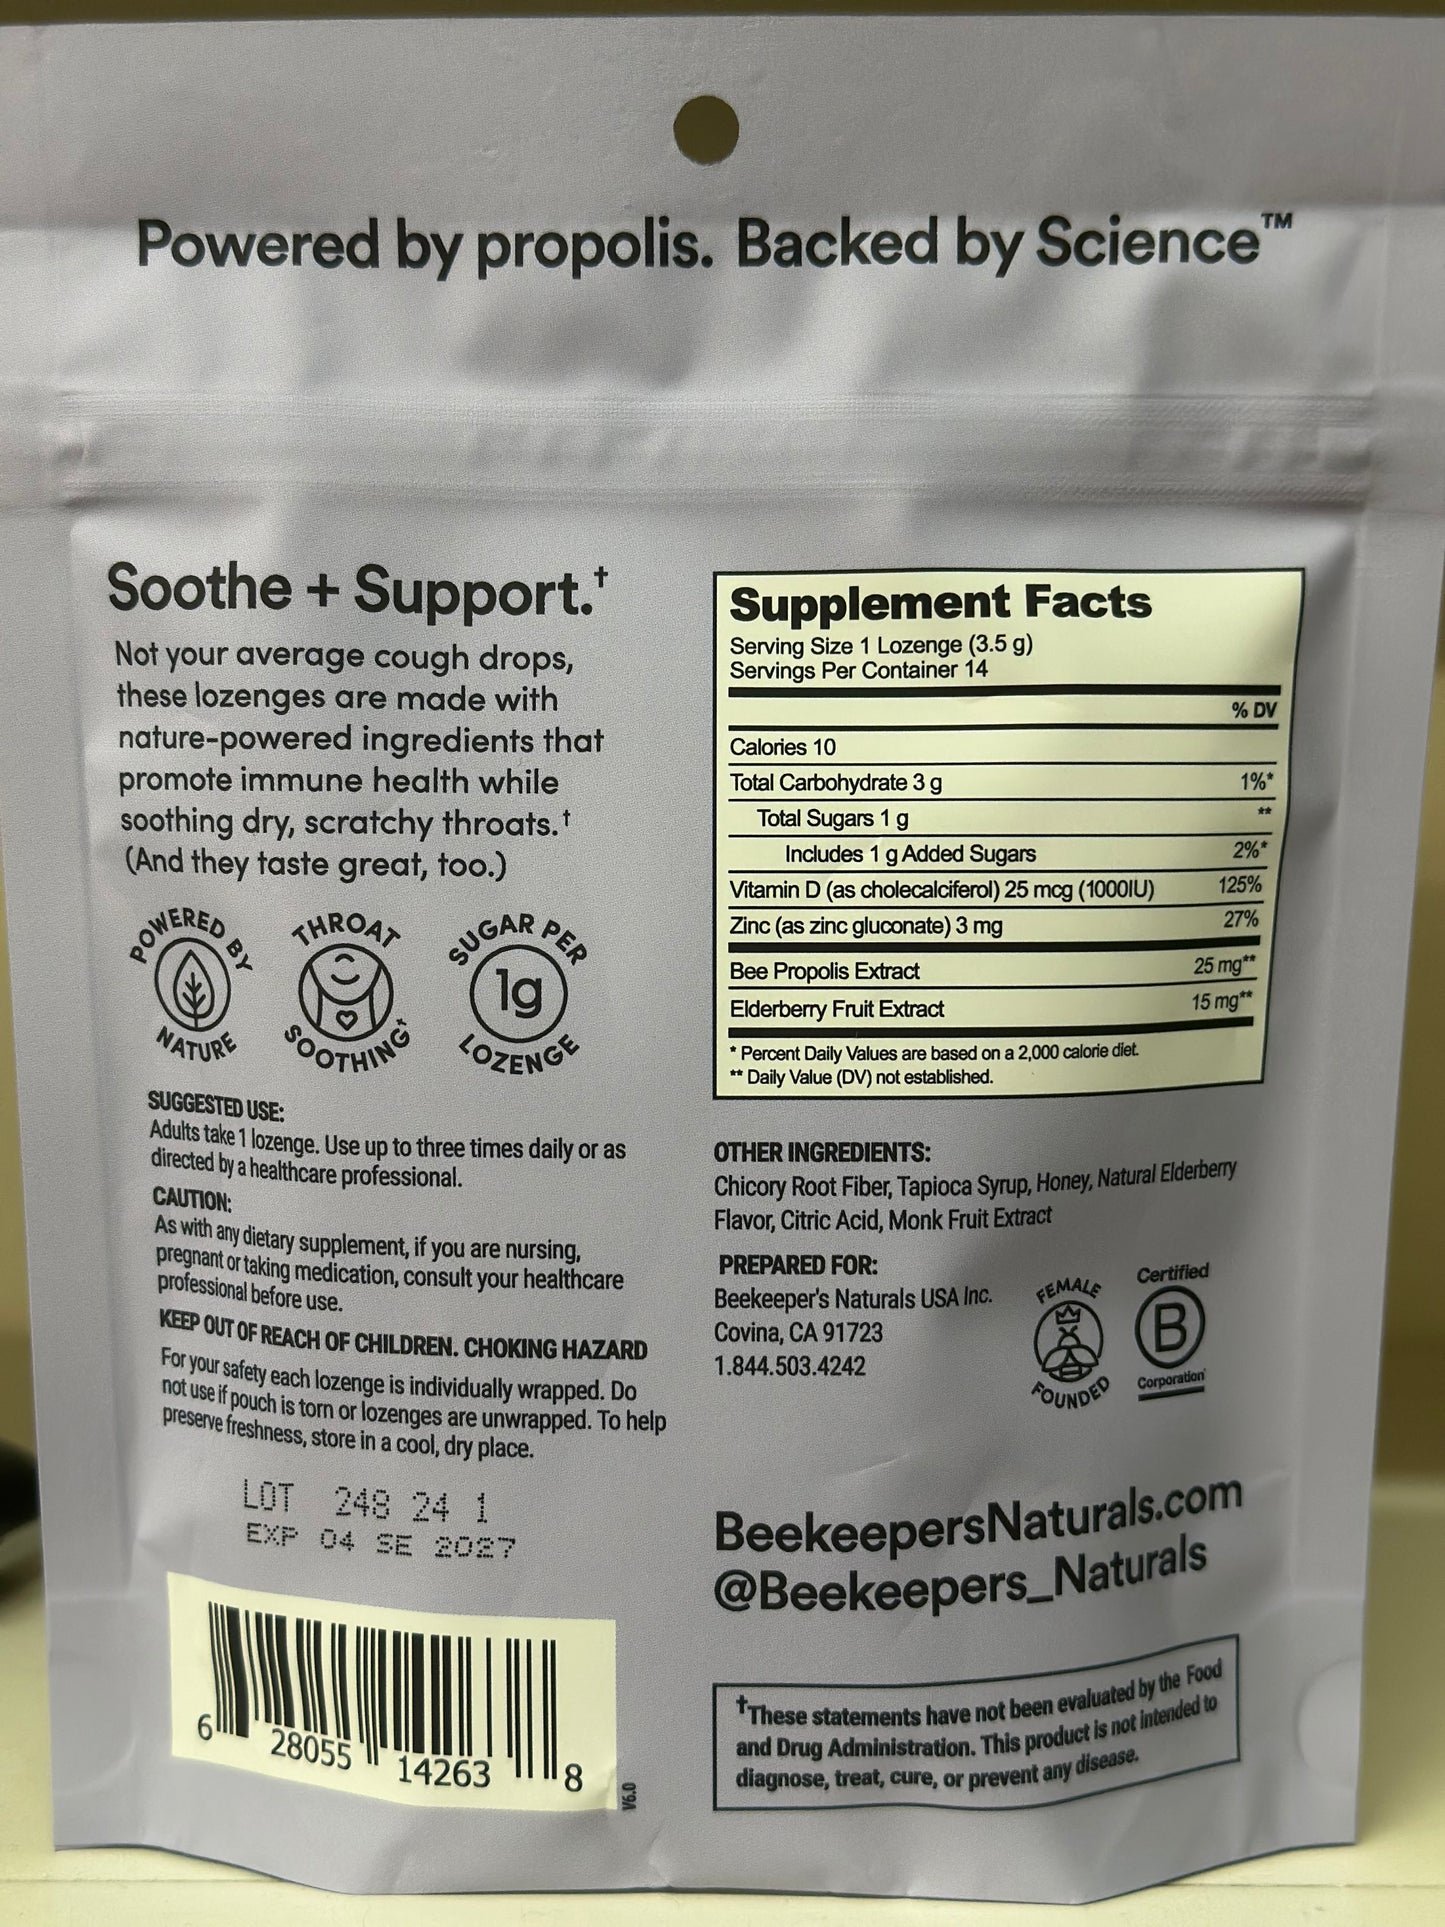 Powered by propolis. Backed by Science™
Soothe + Support.†
Not your average cough drops,
these lozenges are made with
nature-powered ingredients that
promote immune health while
soothing dry, scratchy throats.†
(And they taste great, too.)
POWERED BY NATURE
THROAT SOOTHING†
SUGAR PER LOZENGE
1g
SUGGESTED USE:
Adults take 1 lozenge. Use up to three times daily or as
directed by a healthcare professional.
CAUTION:
As with any dietary supplement, if you are nursing,
pregnant or taking medication, consult your healthcare
professional before use.
KEEP OUT OF REACH OF CHILDREN. CHOKING HAZARD
For your safety each lozenge is individually wrapped. Do
not use if pouch is torn or lozenges are unwrapped. To help
preserve freshness, store in a cool, dry place.
LOT 248 24 1
EXP 04 SE 2027
6 28055 14263 8
V6.0
Supplement Facts
Serving Size 1 Lozenge (3.5 g)
Servings Per Container 14
% DV
Calories 10
Total Carbohydrate 3 g 1%*
Total Sugars 1 g **
Includes 1 g Added Sugars 2%*
Vitamin D (as cholecalciferol) 25 mcg (1000IU) 125%
Zinc (as zinc gluconate) 3 mg 27%
Bee Propolis Extract 25 mg**
Elderberry Fruit Extract 15 mg**
* Percent Daily Values are based on a 2,000 calorie diet.
** Daily Value (DV) not established.
OTHER INGREDIENTS:
Chicory Root Fiber, Tapioca Syrup, Honey, Natural Elderberry
Flavor, Citric Acid, Monk Fruit Extract
PREPARED FOR:
Beekeeper's Naturals USA Inc.
Covina, CA 91723
1.844.503.4242
FEMALE FOUNDED
Certified
B
Corporation
BeekeepersNaturals.com
@Beekeepers_Naturals
†These statements have not been evaluated by the Food
and Drug Administration. This product is not intended to
diagnose, treat, cure, or prevent any disease.